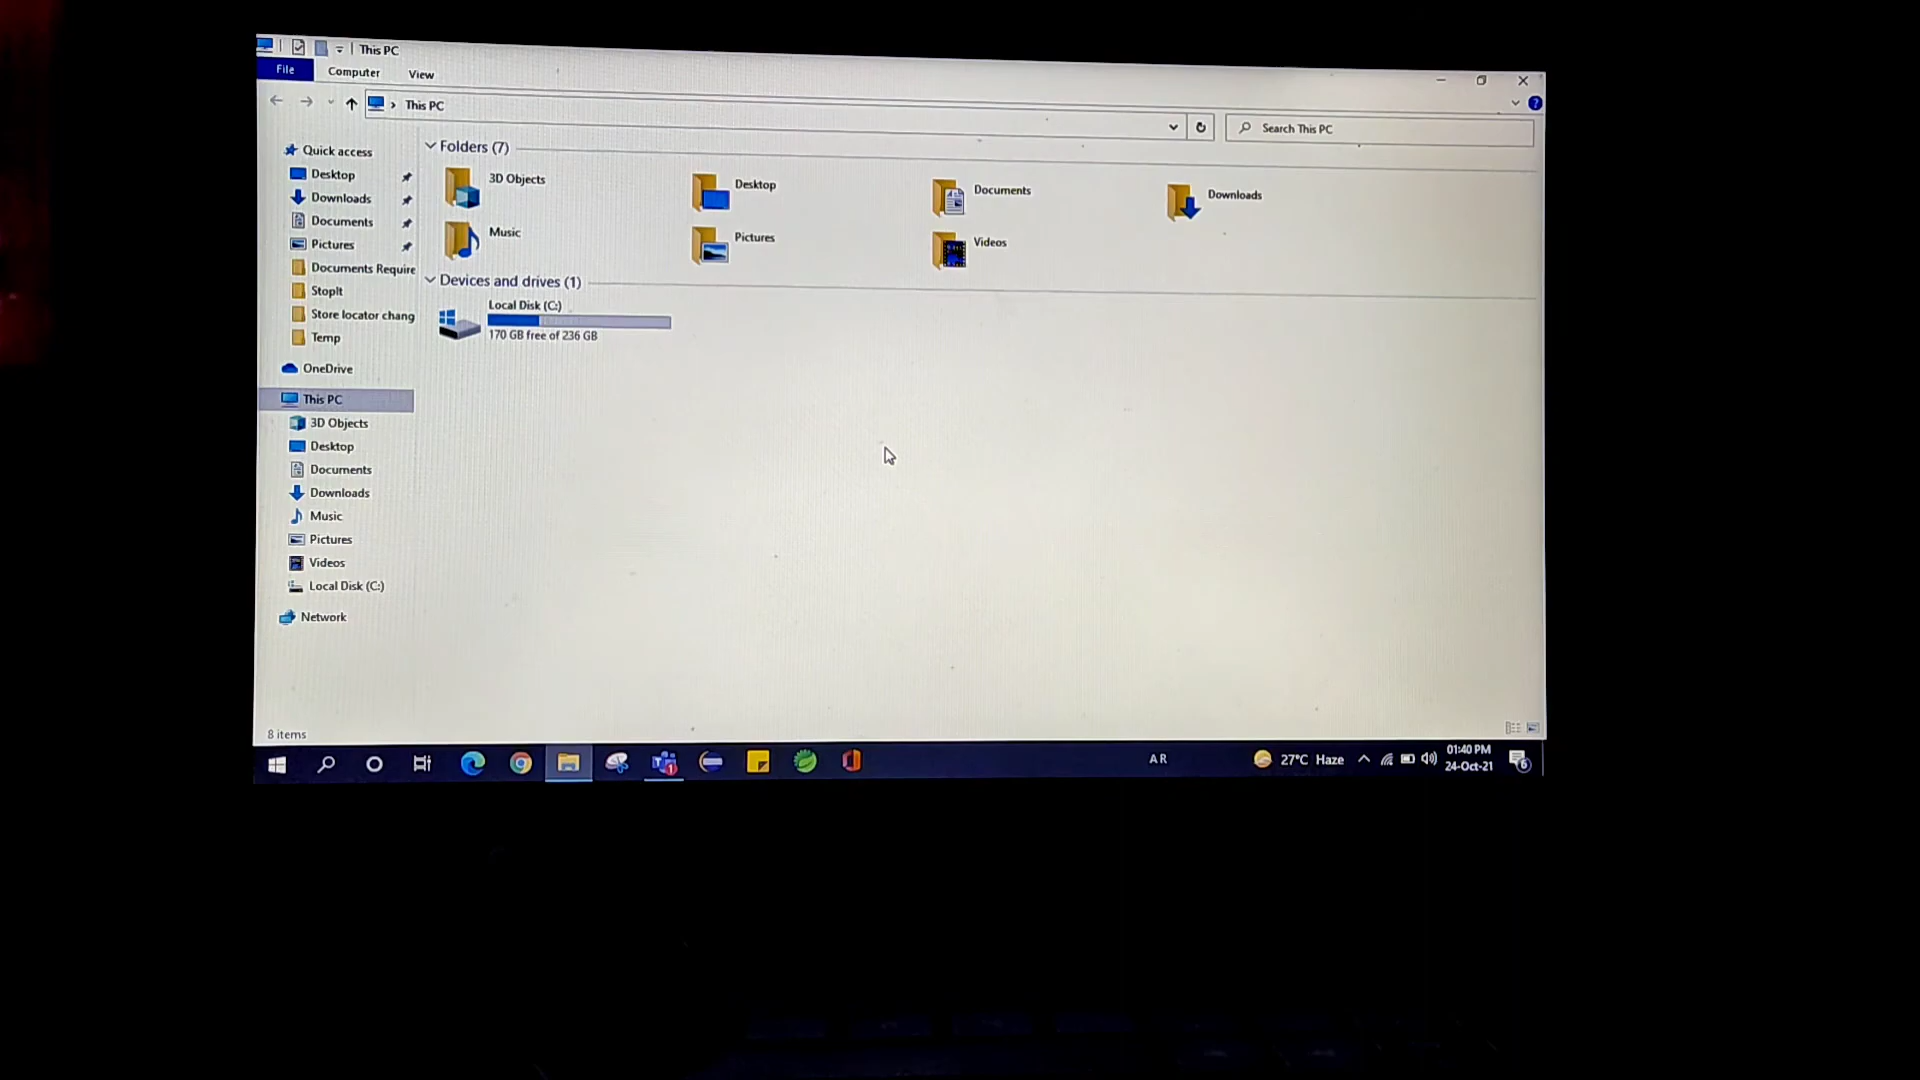 This PC
File Computer View
This PC
Search This PC
Quick access
Desktop
Downloads
Documents
Pictures
Documents Require
StopIt
Store locator chang
Temp
OneDrive
This PC
3D Objects
Desktop
Documents
Downloads
Music
Pictures
Videos
Local Disk (C:)
Network
Folders (7)
3D Objects
Desktop
Documents
Downloads
Music
Pictures
Videos
Devices and drives (1)
Local Disk (C:)
170 GB free of 236 GB
8 items
AR
27°C Haze
01:40 PM
24-Oct-21
6
1